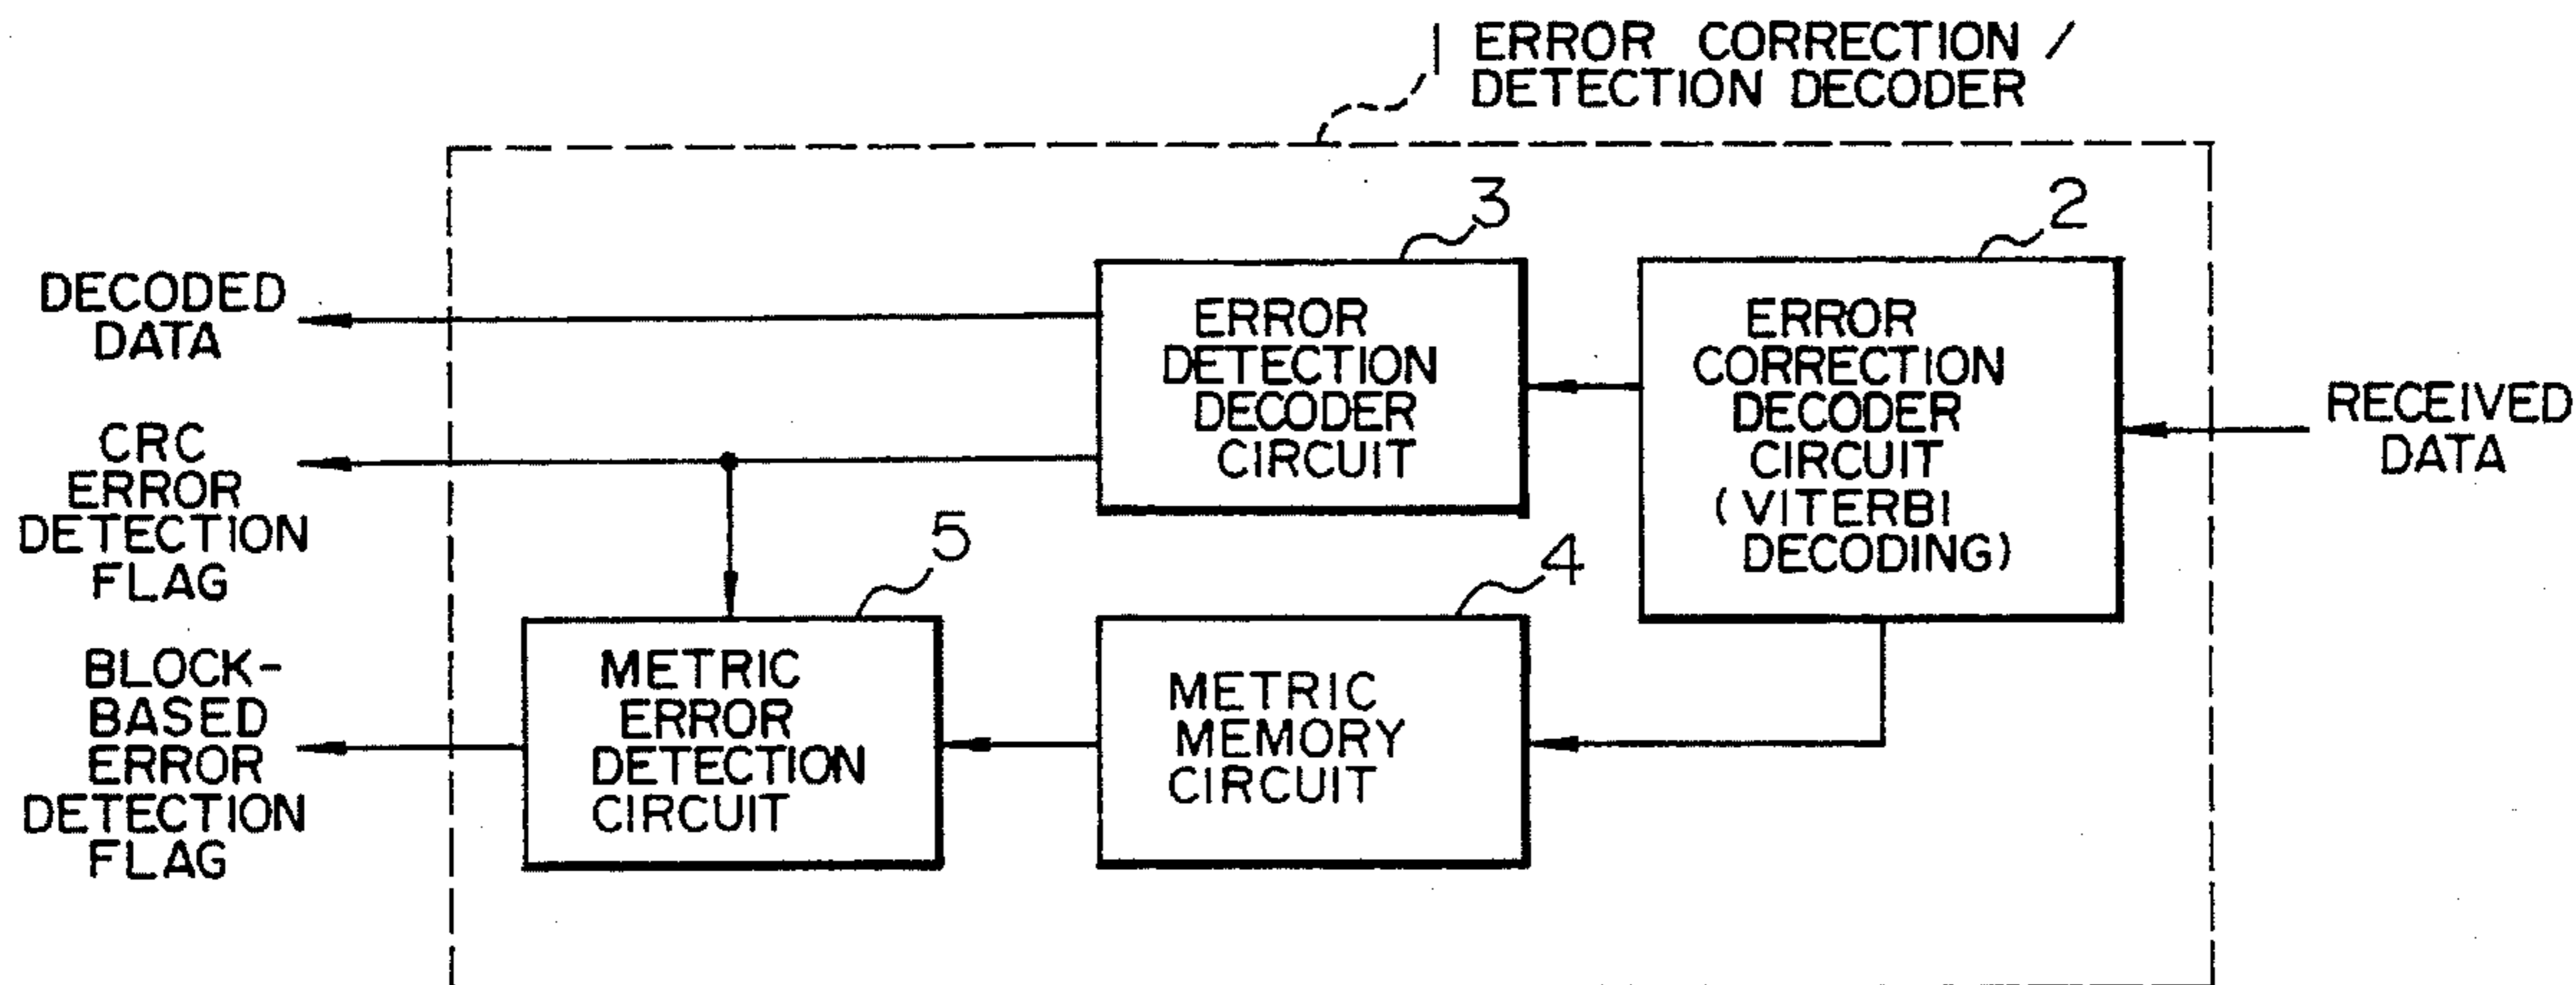 1 ERROR CORRECTION /
DETECTION DECODER
3
2
DECODED
DATA
ERROR
DETECTION
DECODER
CIRCUIT
ERROR
CORRECTION
DECODER
CIRCUIT
(VITERBI
DECODING)
RECEIVED
DATA
CRC
ERROR
DETECTION
FLAG
5
4
BLOCK-
BASED
ERROR
DETECTION
FLAG
METRIC
ERROR
DETECTION
CIRCUIT
METRIC
MEMORY
CIRCUIT